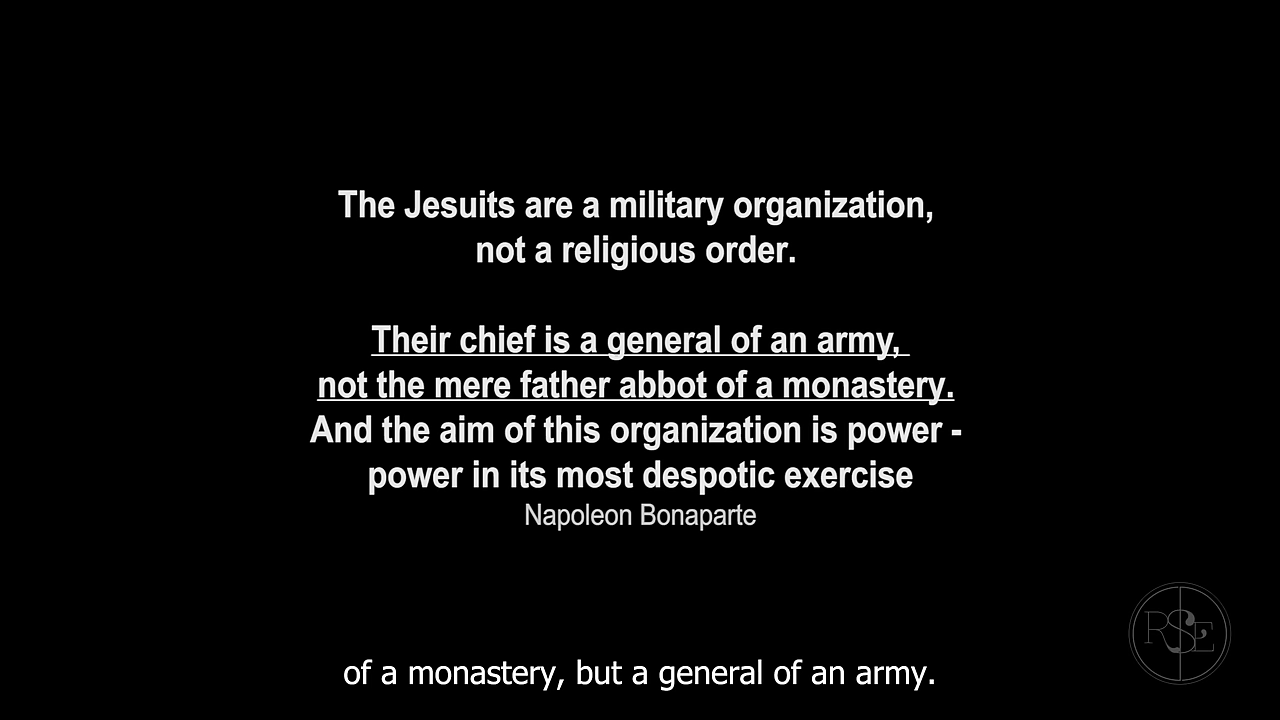 The Jesuits are a military organization,
not a religious order.
Their chief is a general of an army,
not the mere father abbot of a monastery.
And the aim of this organization is power -
power in its most despotic exercise
Napoleon Bonaparte
RSE
of a monastery, but a general of an army.